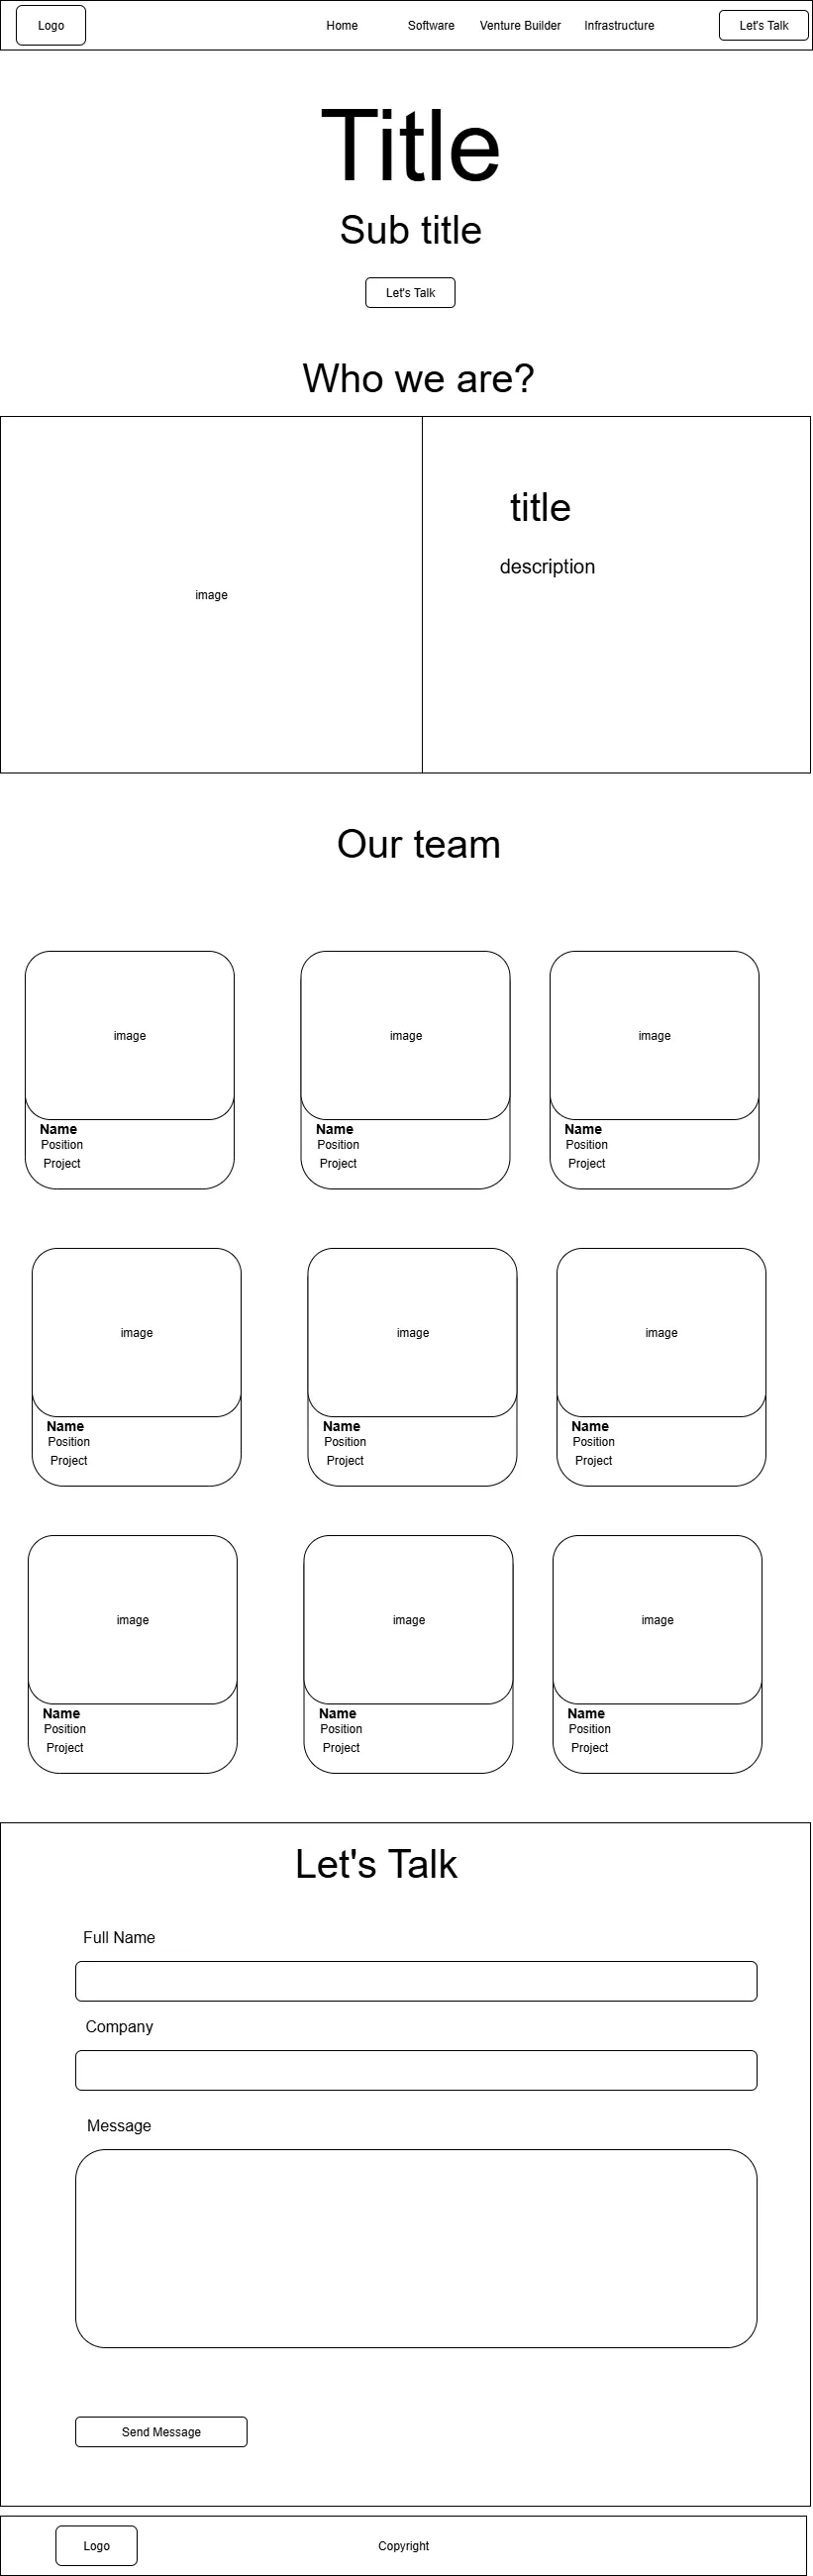 Logo
Home
Software
Venture Builder
Infrastructure
Let's Talk
Title
Sub title
Let's Talk
Who we are?
image
title
description
Our team
image
Name
Position
Project
image
Name
Position
Project
image
Name
Position
Project
image
Name
Position
Project
image
Name
Position
Project
image
Name
Position
Project
image
Name
Position
Project
image
Name
Position
Project
image
Name
Position
Project
Let's Talk
Full Name
Company
Message
Send Message
Logo
Copyright